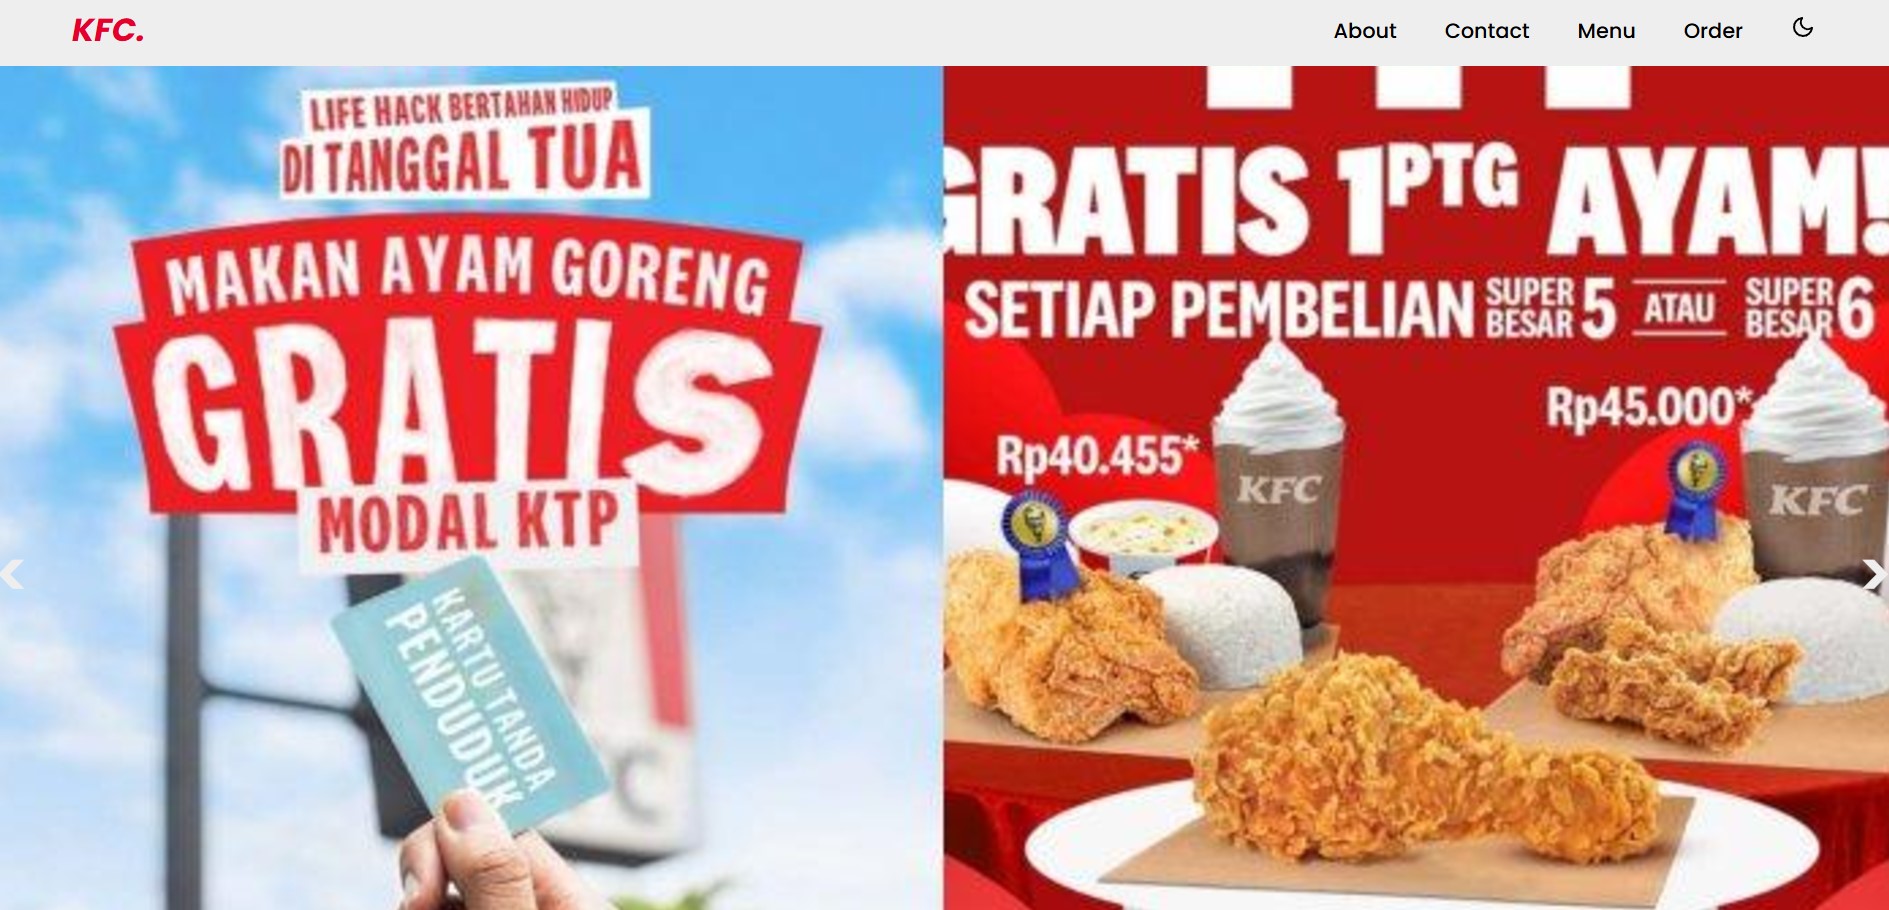 KFC.
About Contact Menu Order
LIFE HACK BERTAHAN HIDUP
DI TANGGAL TUA
MAKAN AYAM GORENG
GRATIS
MODAL KTP
KARTU TANDA
PENDUDUK
GRATIS 1PTG AYAM!
SETIAP PEMBELIAN SUPER BESAR 5 ATAU SUPER BESAR 6
Rp45.000*
Rp40.455*
KFC
KFC